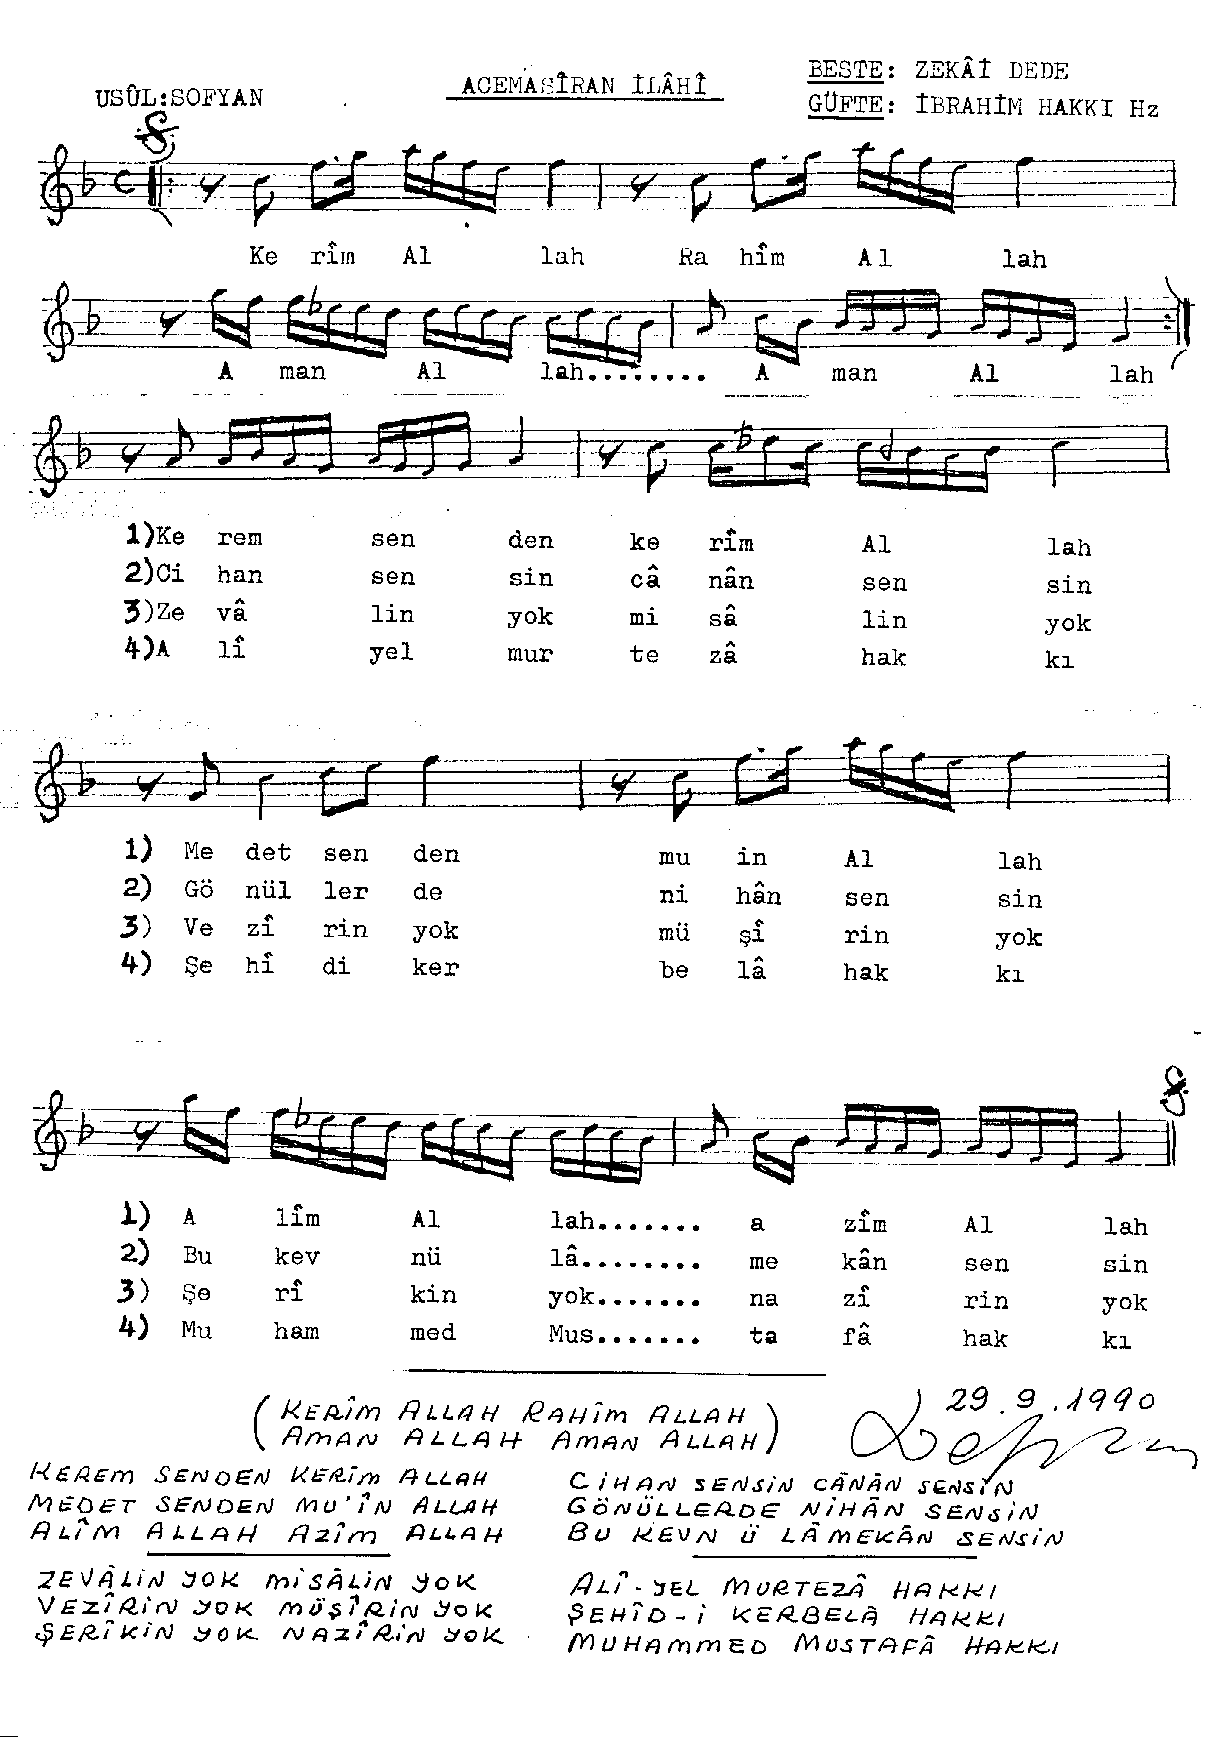 USÛL:SOFYAN
ACEMAŞÎRAN İLÂHÎ
BESTE: ZEKÂİ DEDE
GÜFTE: İBRAHİM HAKKI Hz
Ke rîm Al lah Ra hîm Al lah
A man Al lah........ A man Al lah
1)Ke rem sen den ke rîm Al lah
2)Ci han sen sin câ nân sen sin
3)Ze vâ lin yok mi sâ lin yok
4)A lî yel mur te zâ hak kı
1) Me det sen den mu in Al lah
2) Gö nül ler de ni hân sen sin
3) Ve zî rin yok mü şî rin yok
4) Şe hî di ker be lâ hak kı
1) A lîm Al lah....... a zîm Al lah
2) Bu kev nü lâ........ me kân sen sin
3) Şe rî kin yok....... na zî rin yok
4) Mu ham med Mus....... ta fâ hak kı
(KERÎM ALLAH RAHÎM ALLAH
AMAN ALLAH AMAN ALLAH)
29.9.1990
KEREM SENDEN KERÎM ALLAH
MEDET SENDEN MU'ÎN ALLAH
ALÎM ALLAH AZÎM ALLAH
CİHAN SENSİN CÂNÂN SENSİN
GÖNÜLLERDE NİHÂN SENSİN
BU KEVN Ü LÂMEKÂN SENSİN
ZEVÂLİN YOK MİSÂLİN YOK
VEZÎRİN YOK MÜŞÎRİN YOK
ŞERÎKİN YOK NAZÎRİN YOK
ALÎ-YEL MURTEZÂ HAKKI
ŞEHÎD-İ KERBELÂ HAKKI
MUHAMMED MUSTAFÂ HAKKI